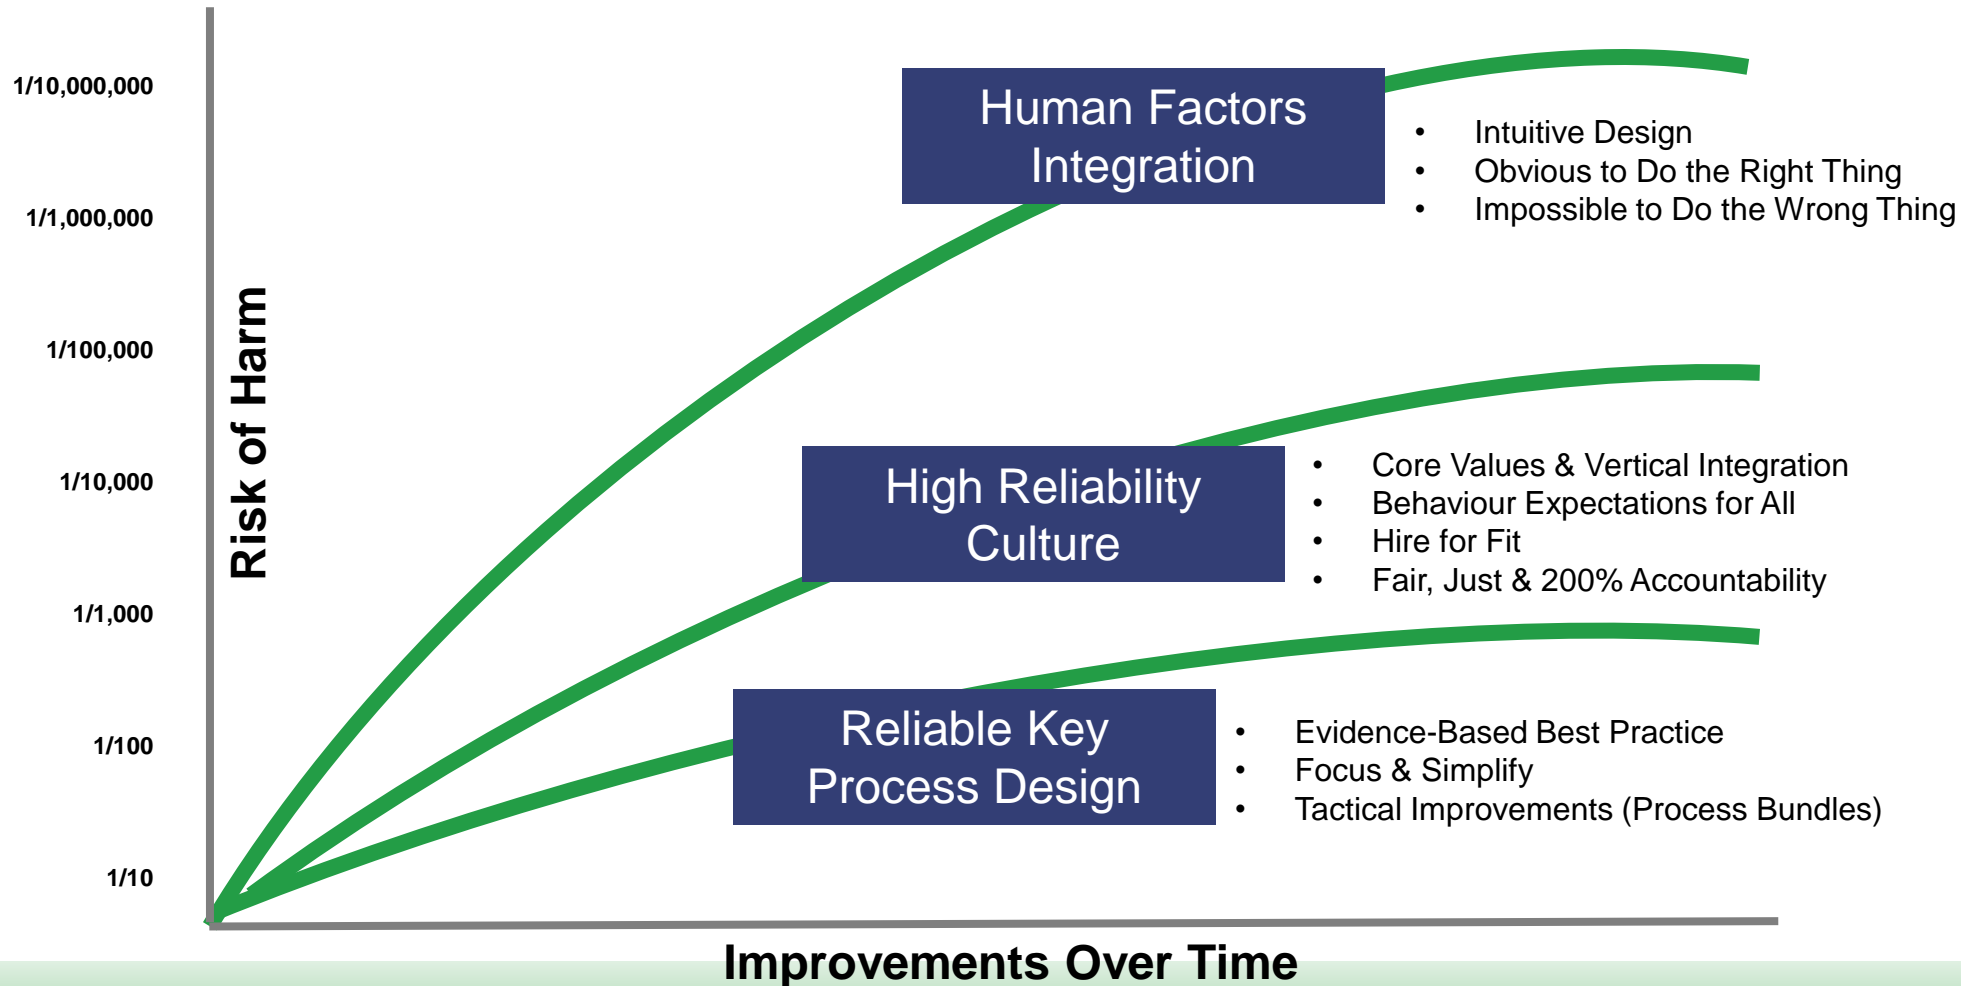 1/10,000,000
1/1,000,000
1/100,000
1/10,000
1/1,000
1/100
1/10
Risk of Harm
Human Factors
Integration
• Intuitive Design
• Obvious to Do the Right Thing
• Impossible to Do the Wrong Thing
High Reliability
Culture
• Core Values & Vertical Integration
• Behaviour Expectations for All
• Hire for Fit
• Fair, Just & 200% Accountability
Reliable Key
Process Design
• Evidence-Based Best Practice
• Focus & Simplify
• Tactical Improvements (Process Bundles)
Improvements Over Time